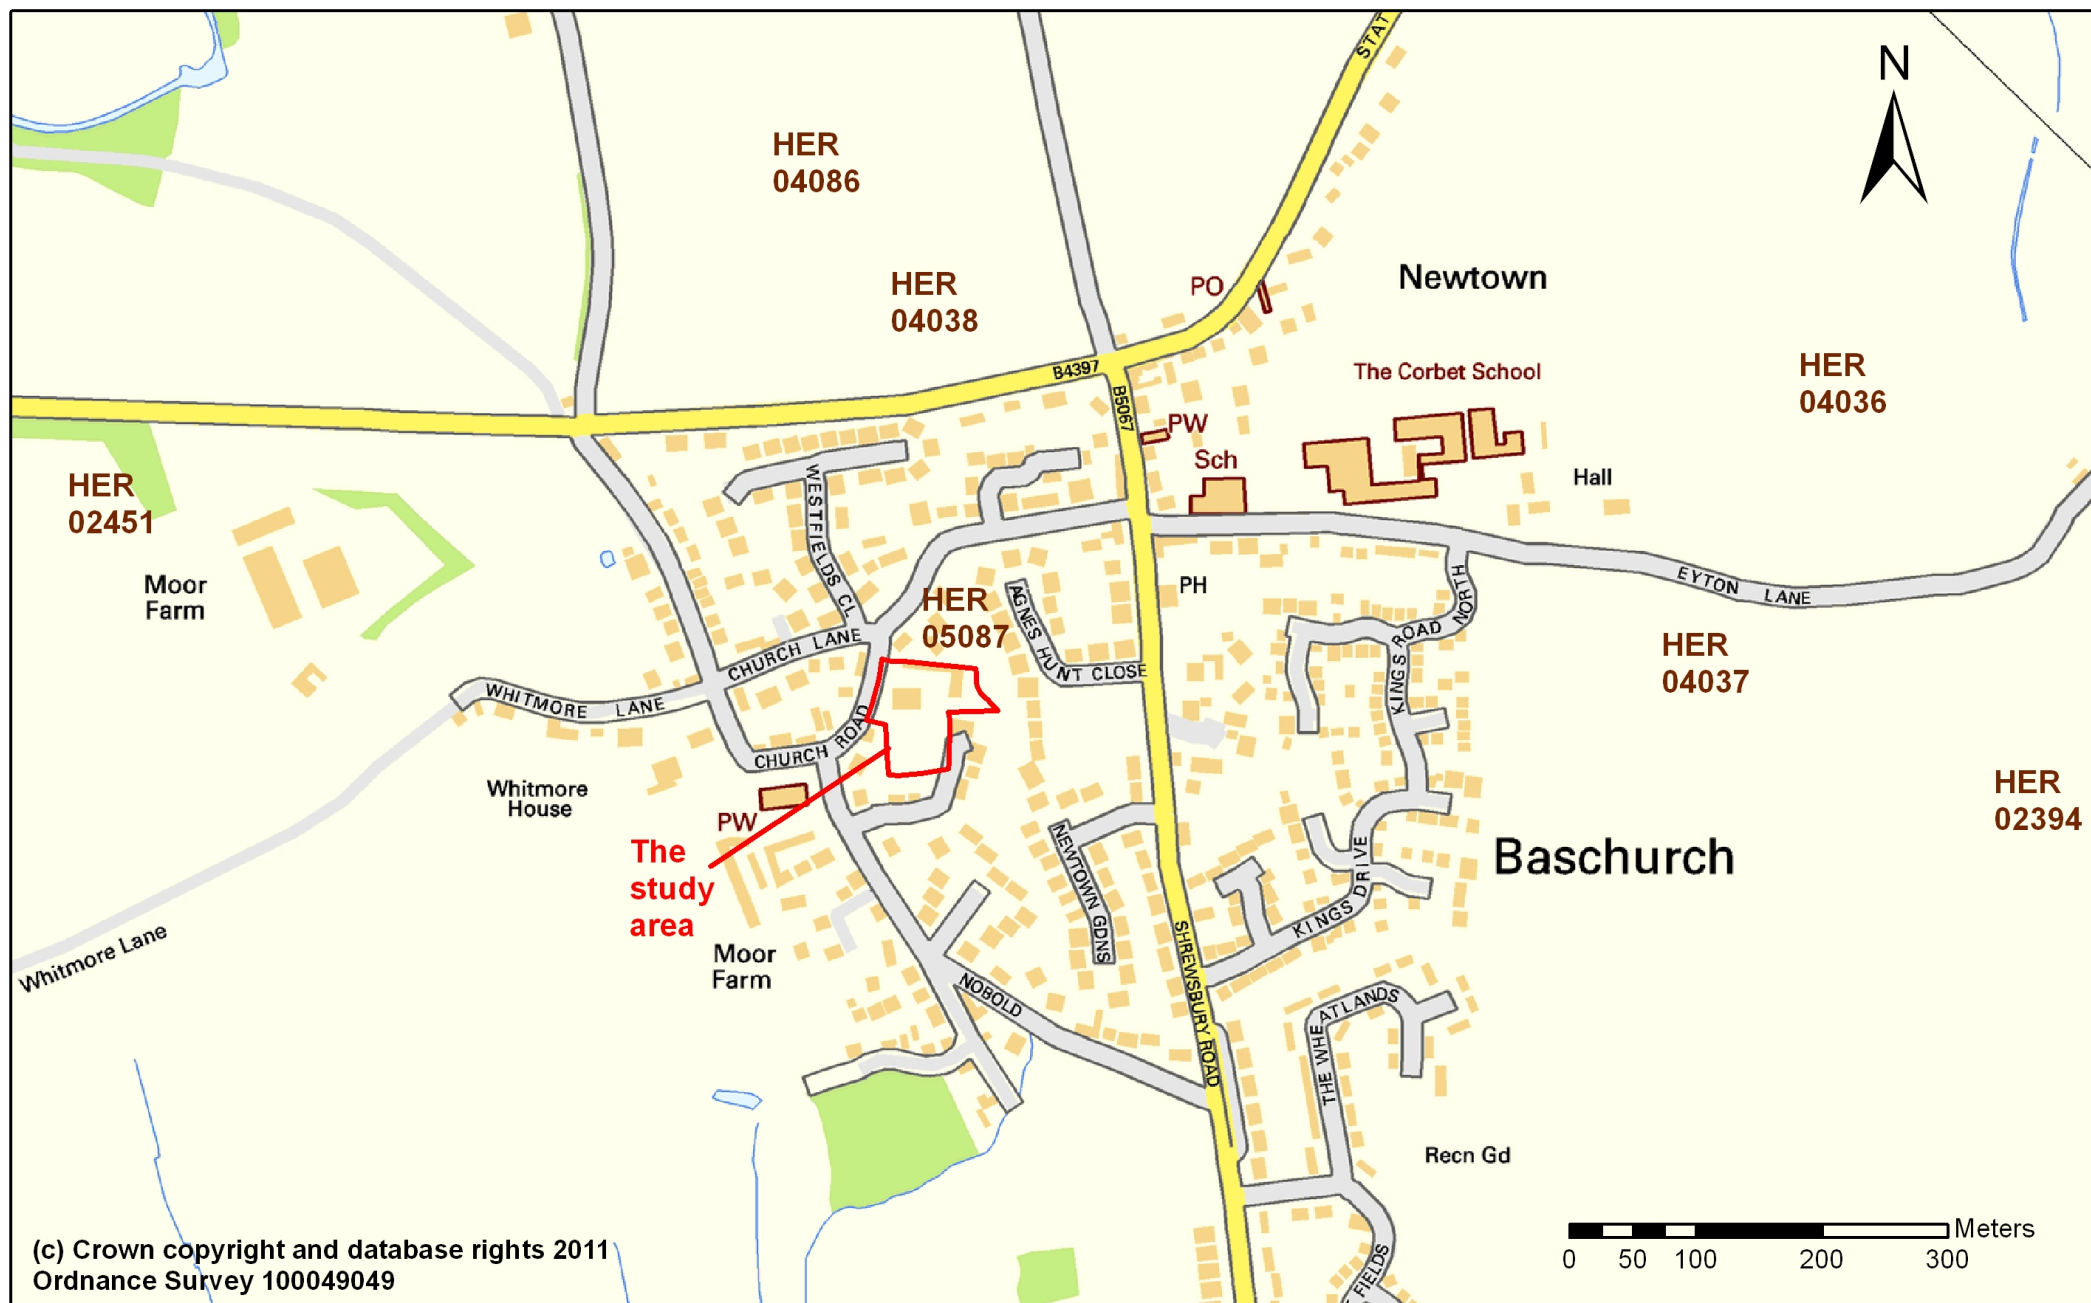 STAT
N
HER
04086
HER
04038
PO
Newtown
B4397
B5067
The Corbet School
HER
04036
PW
Sch
Hall
HER
02451
WESTFIELDS CL
Moor
Farm
HER
05087
AGNES HUNT CLOSE
PH
EYTON LANE
KINGS ROAD NORTH
HER
04037
CHURCH LANE
WHITMORE LANE
CHURCH ROAD
Whitmore
House
PW
HER
02394
The
study
area
NEWTOWN GDNS
KINGS DRIVE
Baschurch
Whitmore Lane
Moor
Farm
NOBOLD
SHREWSBURY ROAD
THE WHEATLANDS
Recn Gd
FIELDS
Meters
0 50 100 200 300
(c) Crown copyright and database rights 2011
Ordnance Survey 100049049